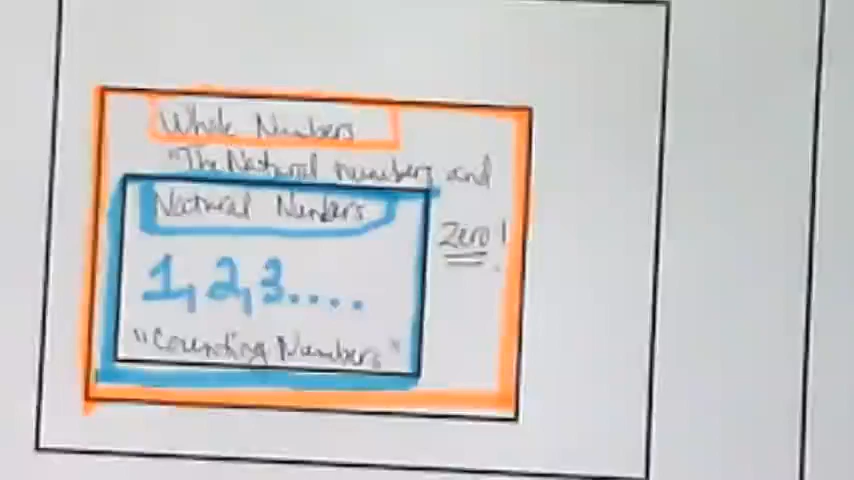 Whole Numbers
"The Natural numbers and
Zero!
Natural Numbers
1, 2, 3....
"Counting Numbers"